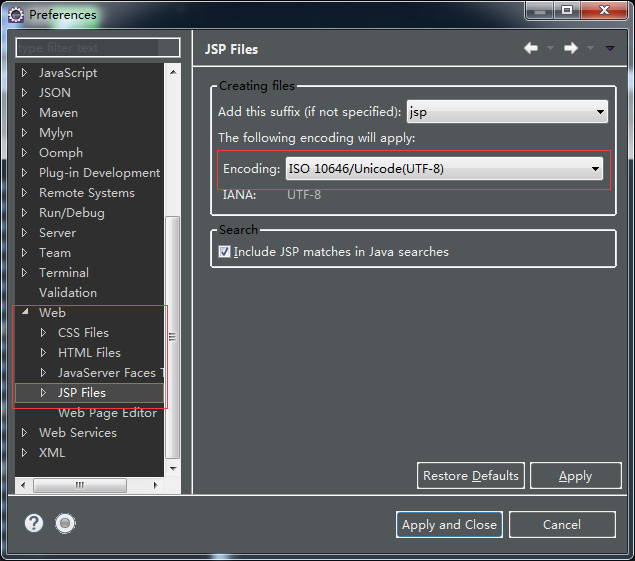 Preferences
type filter text
JavaScript
JSON
Maven
Mylyn
Oomph
Plug-in Development
Remote Systems
Run/Debug
Server
Team
Terminal
Validation
Web
CSS Files
HTML Files
JavaServer Faces T
JSP Files
Web Page Editor
Web Services
XML
JSP Files
Creating files
Add this suffix (if not specified): jsp
The following encoding will apply:
Encoding: ISO 10646/Unicode(UTF-8)
IANA: UTF-8
Search
Include JSP matches in Java searches
Restore Defaults Apply
? Apply and Close Cancel